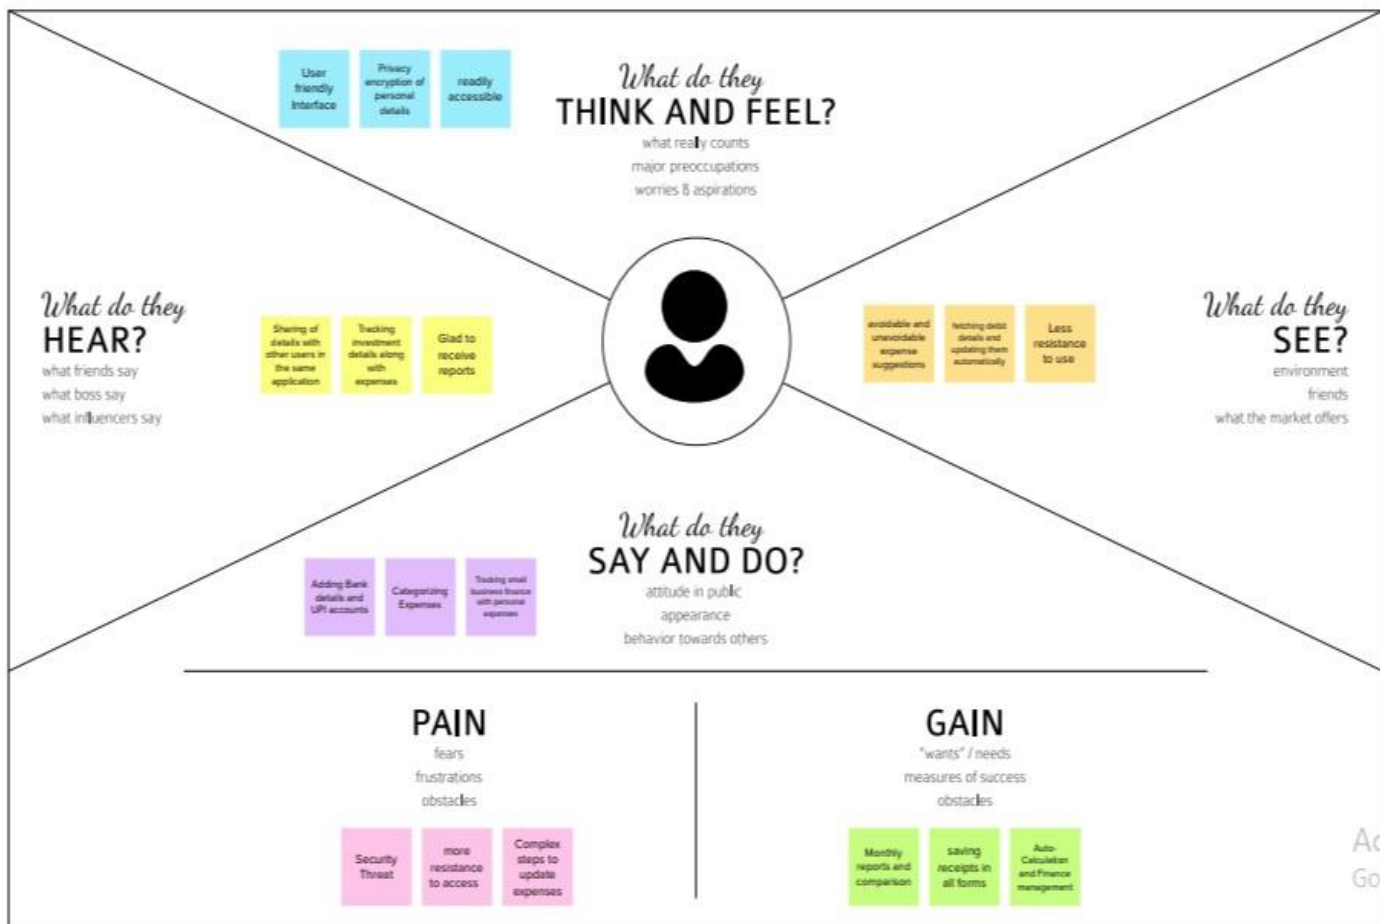 User
friendly
Interface
Privacy
encryption of
personal
details
readily
accessible
What do they
THINK AND FEEL?
what really counts
major preoccupations
worries & aspirations
What do they
HEAR?
what friends say
what boss say
what influencers say
Sharing of
details with
other users in
the same
application
Tracking
investment
details along
with
expenses
Glad to
receive
reports
avoidable and
unevoidable
expense
suggestions
fetching debit
details and
updating them
automatically
Less
resistance
to use
What do they
SEE?
environment
friends
what the market offers
What do they
SAY AND DO?
attitude in public
appearance
behavior towards others
Adding Bank
details and
UPI accounts
Categorizing
Expenses
Tracking small
business finance
with personal
expenses
PAIN
fears
frustrations
obstacles
Security
Threat
more
resistance
to access
Complex
steps to
update
expenses
GAIN
"wants" / needs
measures of success
obstacles
Monthly
reports and
comparison
saving
receipts in
all forms
Auto-
Calculation
and Finance
management
Ac
Go